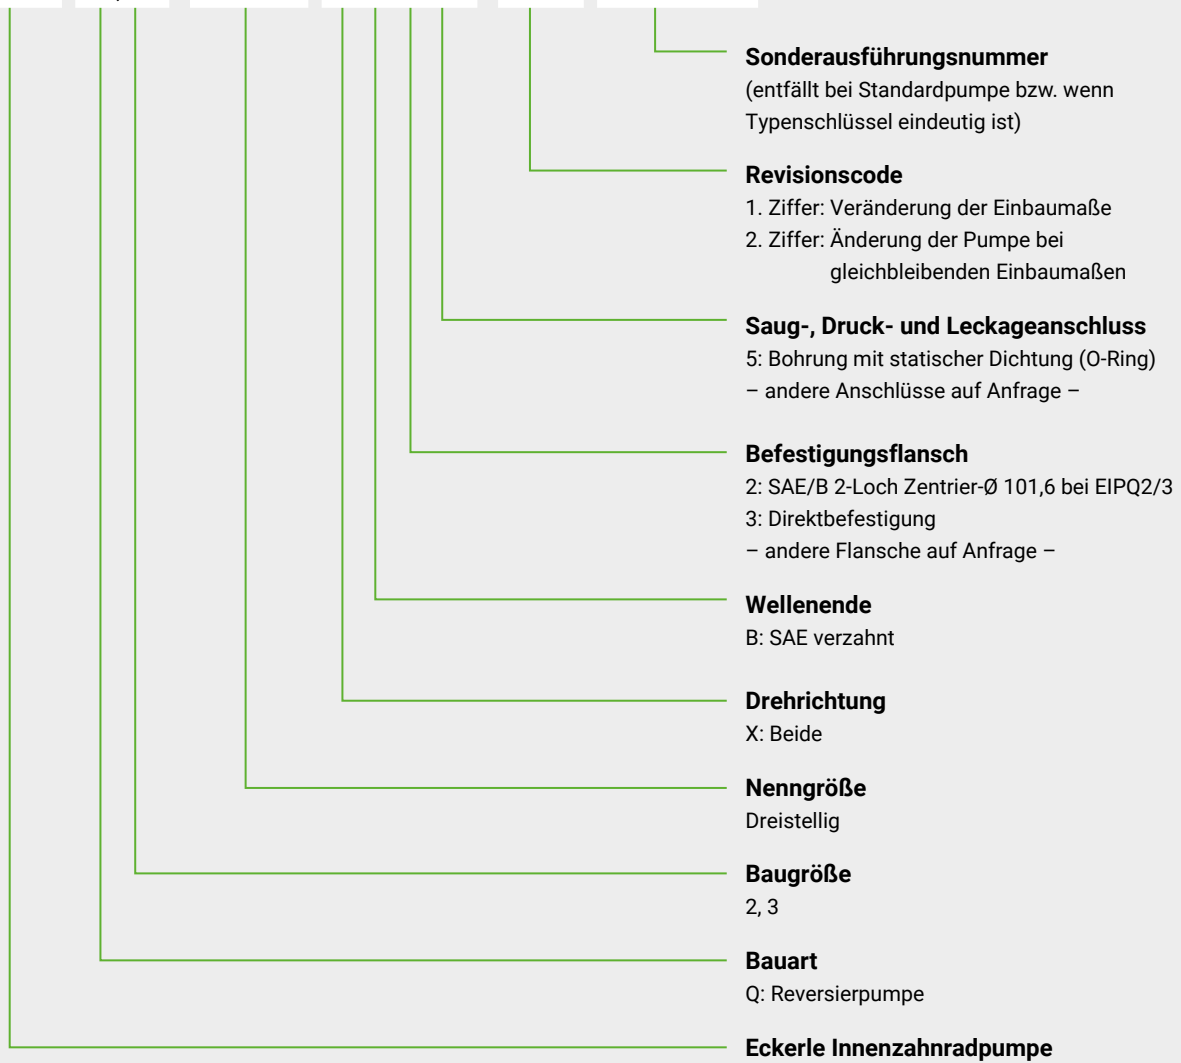 Sonderausführungsnummer
(entfällt bei Standardpumpe bzw. wenn
Typenschlüssel eindeutig ist)
Revisionscode
1. Ziffer: Veränderung der Einbaumaße
2. Ziffer: Änderung der Pumpe bei
gleichbleibenden Einbaumaßen
Saug-, Druck- und Leckageanschluss
5: Bohrung mit statischer Dichtung (O-Ring)
– andere Anschlüsse auf Anfrage –
Befestigungsflansch
2: SAE/B 2-Loch Zentrier-Ø 101,6 bei EIPQ2/3
3: Direktbefestigung
– andere Flansche auf Anfrage –
Wellenende
B: SAE verzahnt
Drehrichtung
X: Beide
Nenngröße
Dreistellig
Baugröße
2, 3
Bauart
Q: Reversierpumpe
Eckerle Innenzahnradpumpe